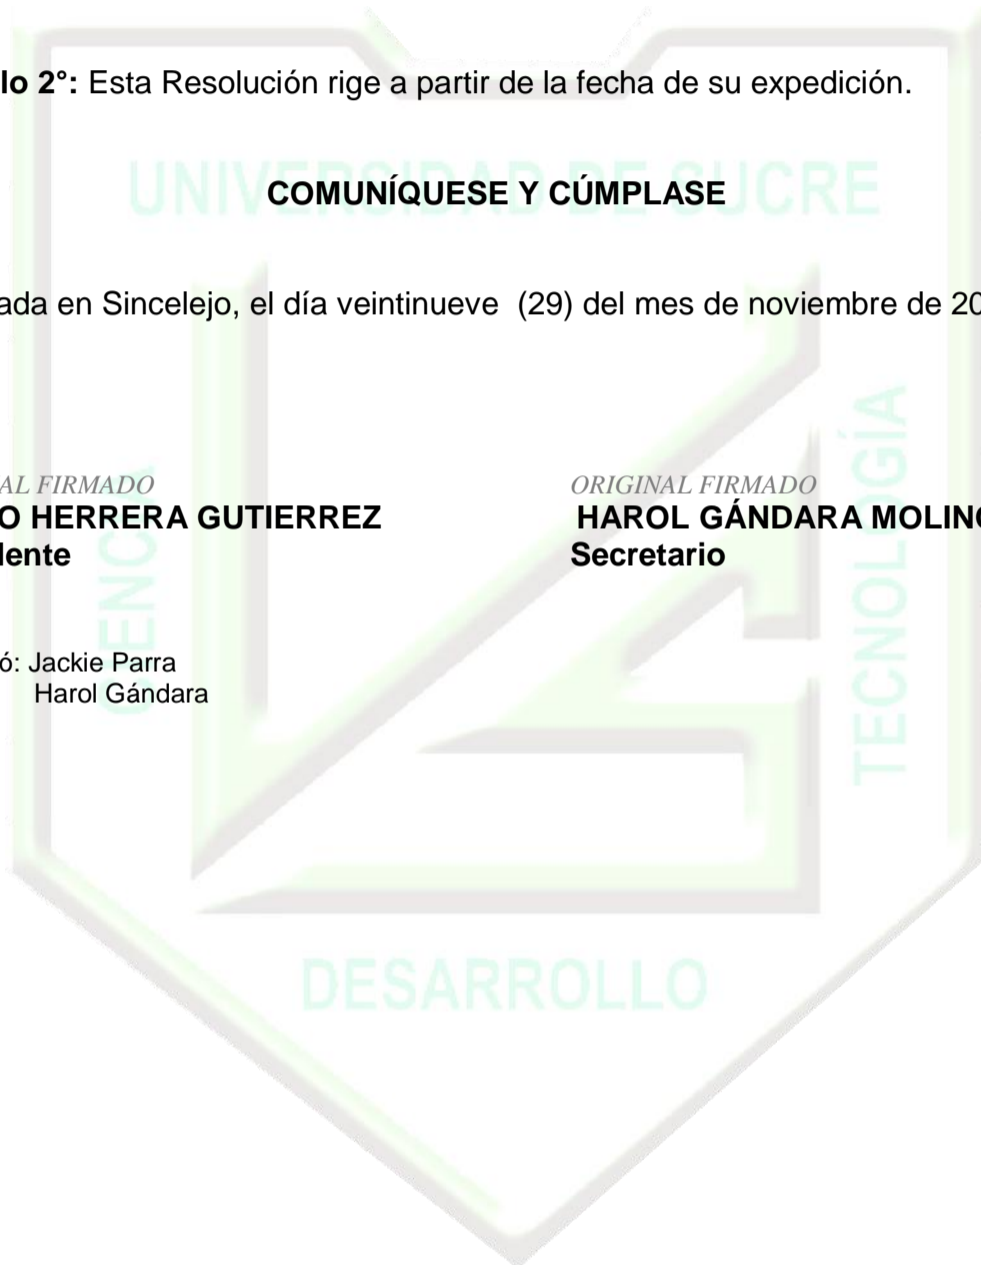 lo 2°: Esta Resolución rige a partir de la fecha de su expedición.
UNIVERSIDAD DE SUCRE
COMUNÍQUESE Y CÚMPLASE
ada en Sincelejo, el día veintinueve (29) del mes de noviembre de 20
AL FIRMADO ORIGINAL FIRMADO
O HERRERA GUTIERREZ HAROL GÁNDARA MOLIN
ente Secretario
ó: Jackie Parra
Harol Gándara
CIENCIA
TECNOLOGÍA
DESARROLLO